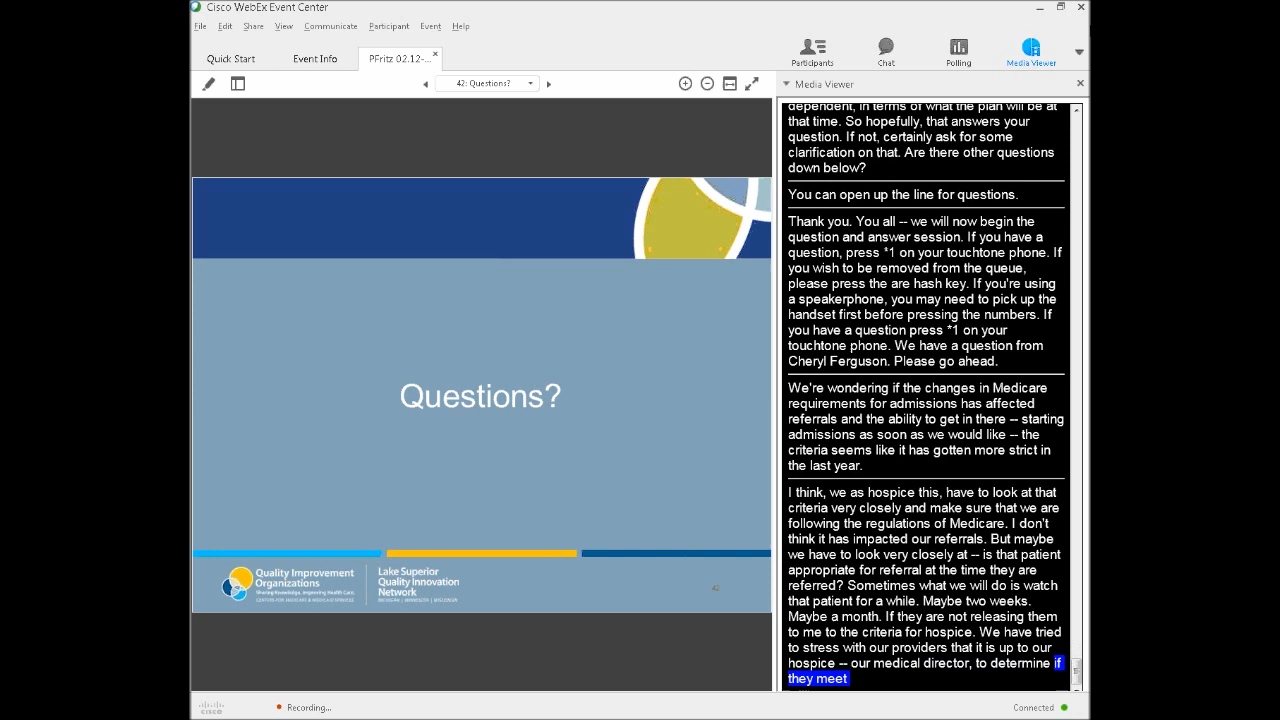 Cisco WebEx Event Center
File Edit Share View Communicate Participant Event Help
Quick Start Event Info PFritz 02.12-...
Participants Chat Polling Media Viewer
42: Questions?
Media Viewer
dependent, in terms of what the plan will be at
that time. So hopefully, that answers your
question. If not, certainly ask for some
clarification on that. Are there other questions
down below?
You can open up the line for questions.
Thank you. You all -- we will now begin the
question and answer session. If you have a
question, press *1 on your touchtone phone. If
you wish to be removed from the queue,
please press the are hash key. If you're using
a speakerphone, you may need to pick up the
handset first before pressing the numbers. If
you have a question press *1 on your
touchtone phone. We have a question from
Cheryl Ferguson. Please go ahead.
We're wondering if the changes in Medicare
requirements for admissions has affected
referrals and the ability to get in there -- starting
admissions as soon as we would like -- the
criteria seems like it has gotten more strict in
the last year.
I think, we as hospice this, have to look at that
criteria very closely and make sure that we are
following the regulations of Medicare. I don't
think it has impacted our referrals. But maybe
we have to look very closely at -- is that patient
appropriate for referral at the time they are
referred? Sometimes what we will do is watch
that patient for a while. Maybe two weeks.
Maybe a month. If they are not releasing them
to me to the criteria for hospice. We have tried
to stress with our providers that it is up to our
hospice -- our medical director, to determine if
they meet
Questions?
Quality Improvement
Organizations
Sharing Knowledge. Improving Health Care.
CENTERS FOR MEDICARE & MEDICAID SERVICES
Lake Superior
Quality Innovation
Network
MICHIGAN | MINNESOTA | WISCONSIN
42
cisco
Recording...
Connected